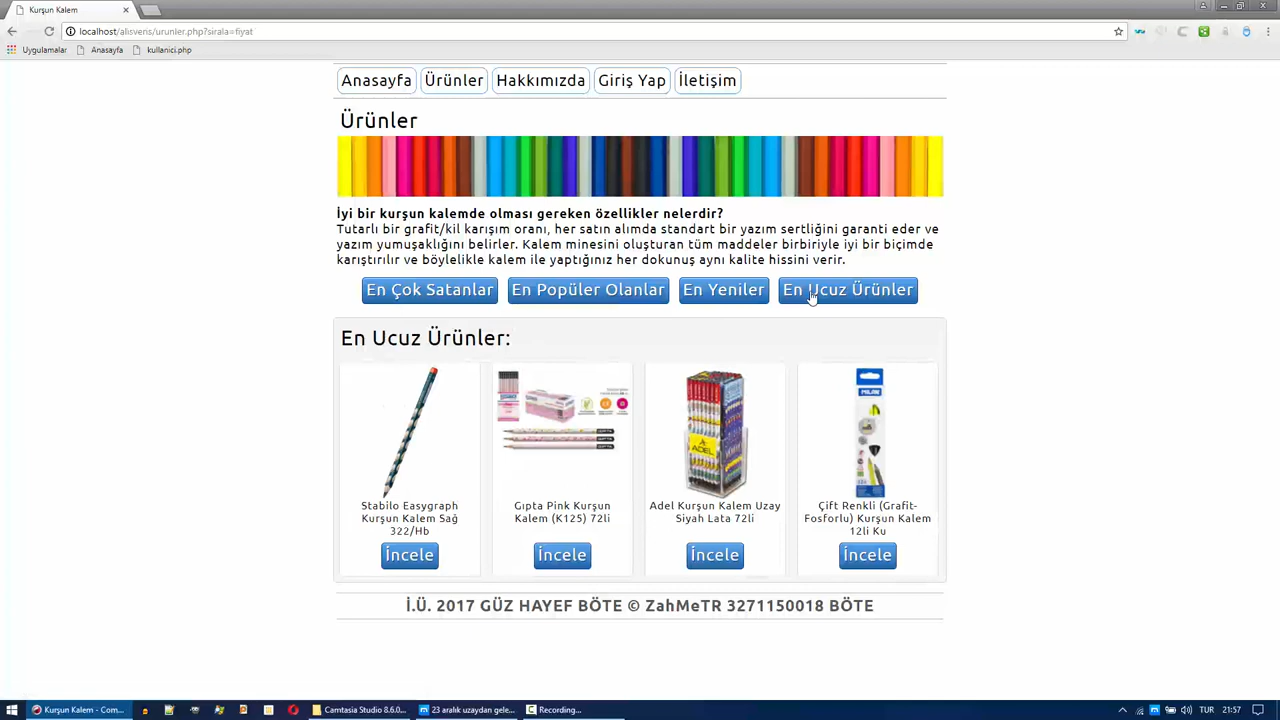 Kurşun Kalem
localhost/alisveris/urunler.php?sirala=fiyat
Uygulamalar Anasayfa kullanici.php
Anasayfa Ürünler Hakkımızda Giriş Yap İletişim
Ürünler
İyi bir kurşun kalemde olması gereken özellikler nelerdir?
Tutarlı bir grafit/kil karışım oranı, her satın alımda standart bir yazım sertliğini garanti eder ve
yazım yumuşaklığını belirler. Kalem minesini oluşturan tüm maddeler birbiriyle iyi bir biçimde
karıştırılır ve böylelikle kalem ile yaptığınız her dokunuş aynı kalite hissini verir.
En Çok Satanlar En Popüler Olanlar En Yeniler En Ucuz Ürünler
En Ucuz Ürünler:
ADEL
MILAN
Stabilo Easygraph
Kurşun Kalem Sağ
322/Hb
Gıpta Pink Kurşun
Kalem (K125) 72li
Adel Kurşun Kalem Uzay
Siyah Lata 72li
Çift Renkli (Grafit-
Fosforlu) Kurşun Kalem
12li Ku
İncele İncele İncele İncele
İ.Ü. 2017 GÜZ HAYEF BÖTE © ZahMeTR 3271150018 BÖTE
Kurşun Kalem - Com... Camtasia Studio 8.6.0,... 23 aralık uzaydan gele... Recording... TUR 21:57